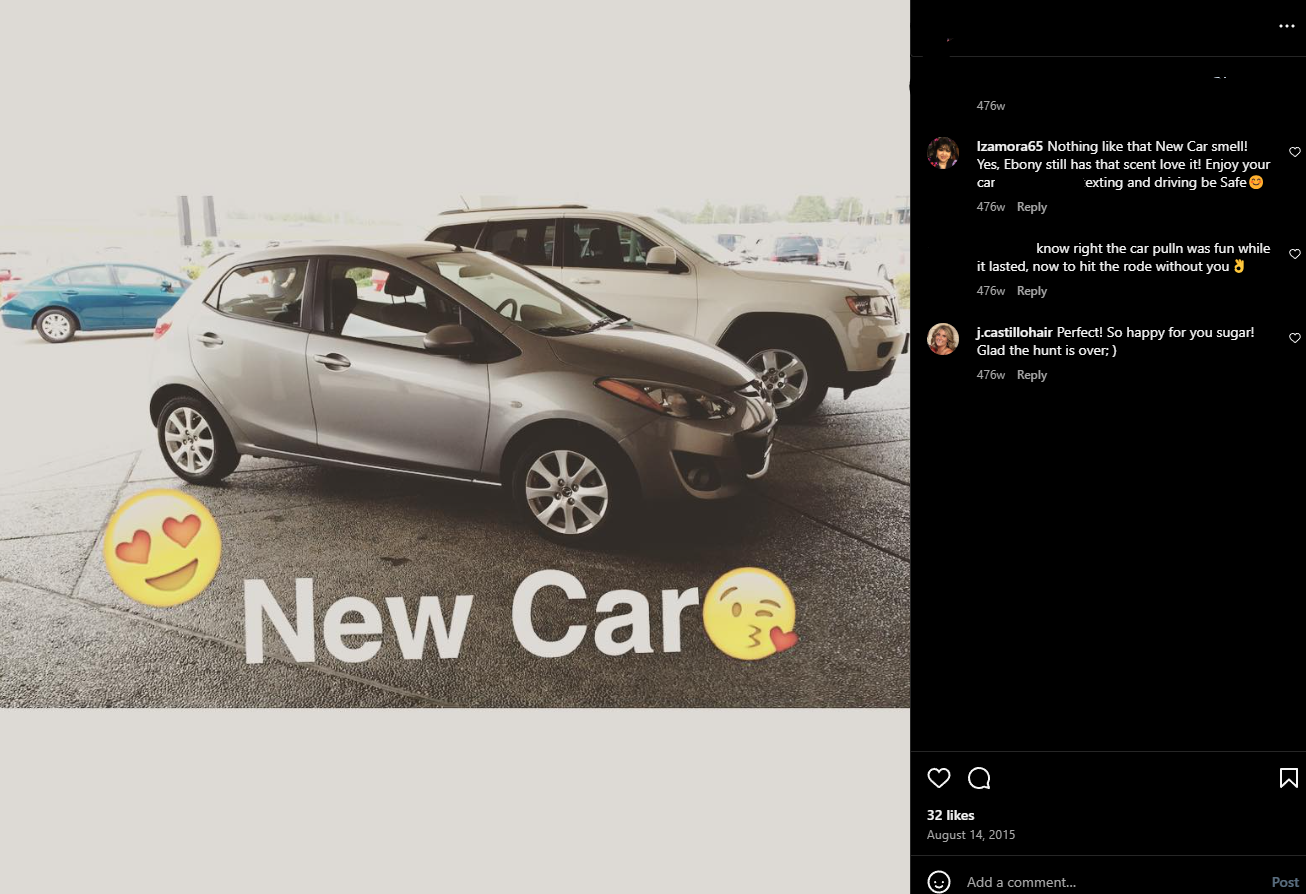 New Car
476w
lzamora65 Nothing like that New Car smell!
Yes, Ebony still has that scent love it! Enjoy your
car exting and driving be Safe😊
476w Reply
know right the car pulln was fun while
it lasted, now to hit the rode without you 👌
476w Reply
j.castillohair Perfect! So happy for you sugar!
Glad the hunt is over; )
476w Reply
32 likes
August 14, 2015
Add a comment...
Post